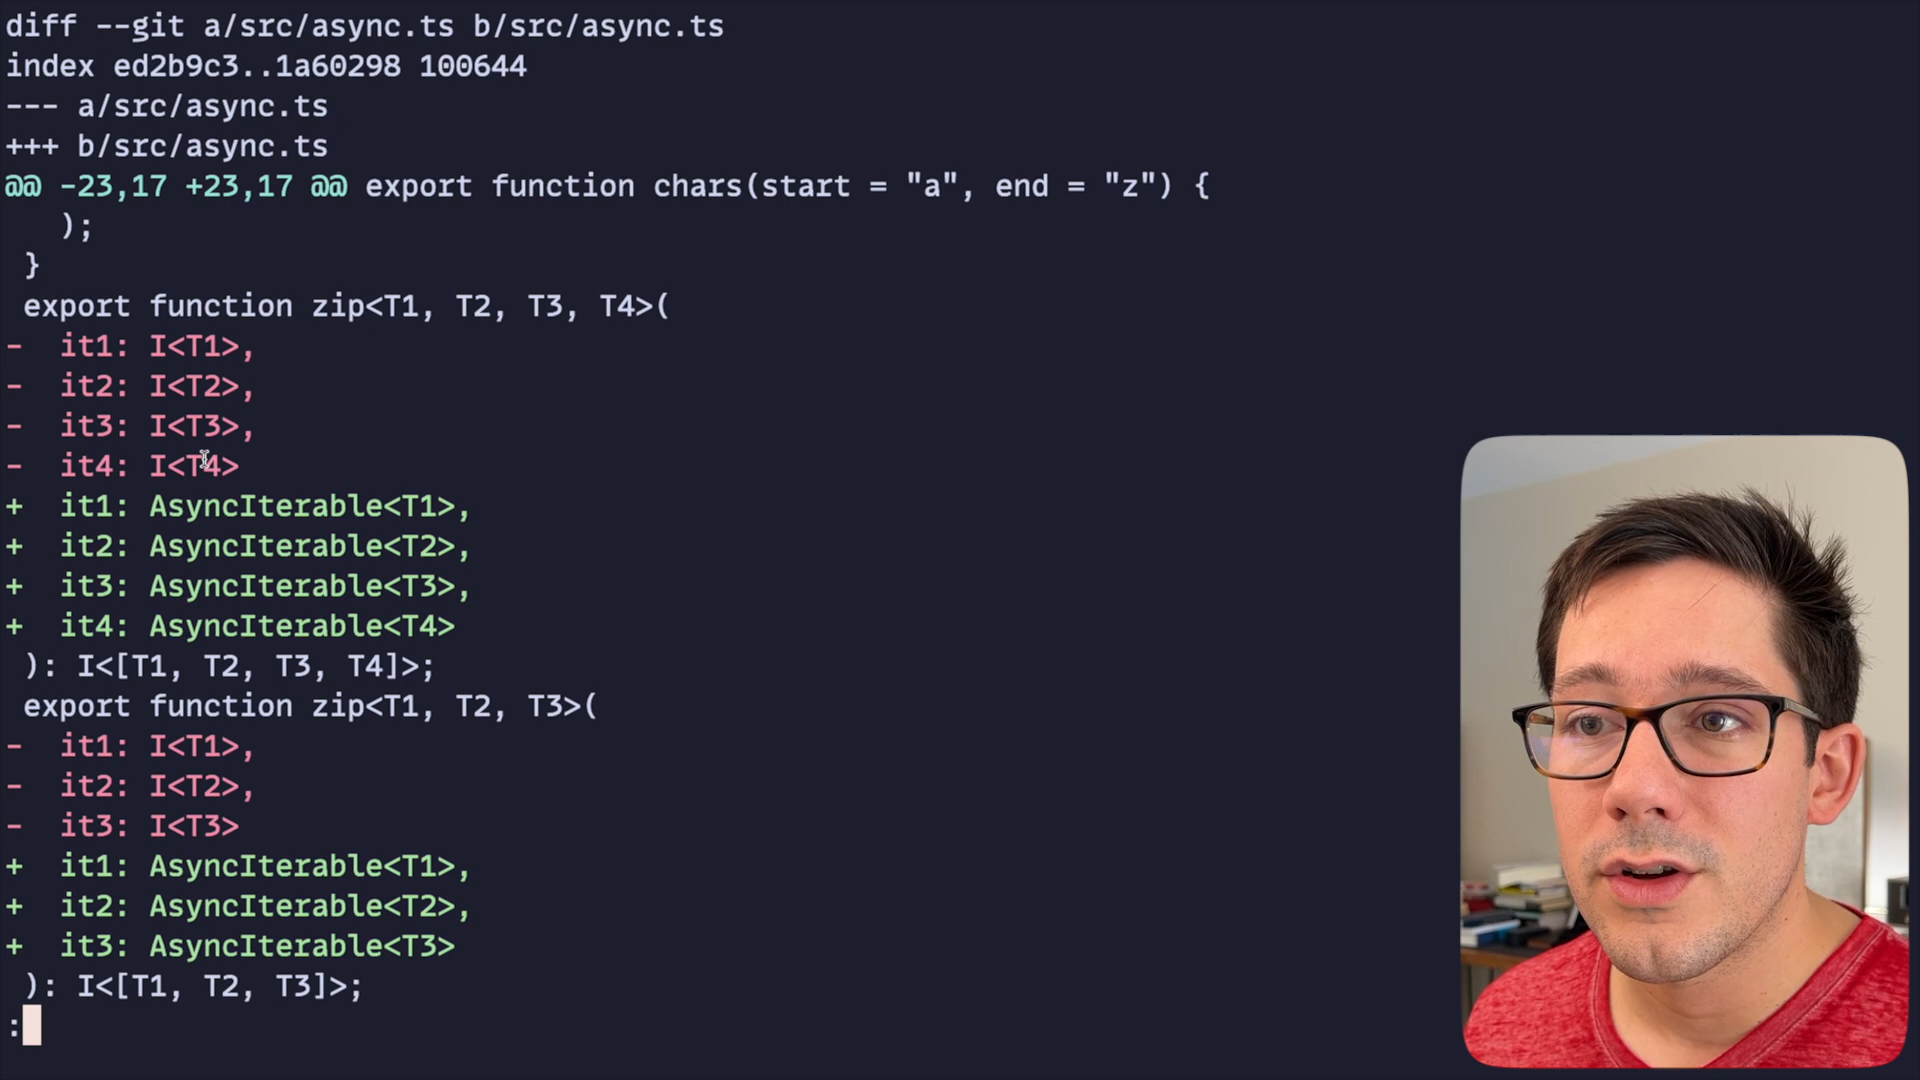 diff --git a/src/async.ts b/src/async.ts
index ed2b9c3..1a60298 100644
--- a/src/async.ts
+++ b/src/async.ts
@@ -23,17 +23,17 @@ export function chars(start = "a", end = "z") {
   );
 }
 export function zip<T1, T2, T3, T4>(
-  it1: I<T1>,
-  it2: I<T2>,
-  it3: I<T3>,
-  it4: I<T4>
+  it1: AsyncIterable<T1>,
+  it2: AsyncIterable<T2>,
+  it3: AsyncIterable<T3>,
+  it4: AsyncIterable<T4>
 ): I<[T1, T2, T3, T4]>;
 export function zip<T1, T2, T3>(
-  it1: I<T1>,
-  it2: I<T2>,
-  it3: I<T3>
+  it1: AsyncIterable<T1>,
+  it2: AsyncIterable<T2>,
+  it3: AsyncIterable<T3>
 ): I<[T1, T2, T3]>;
: